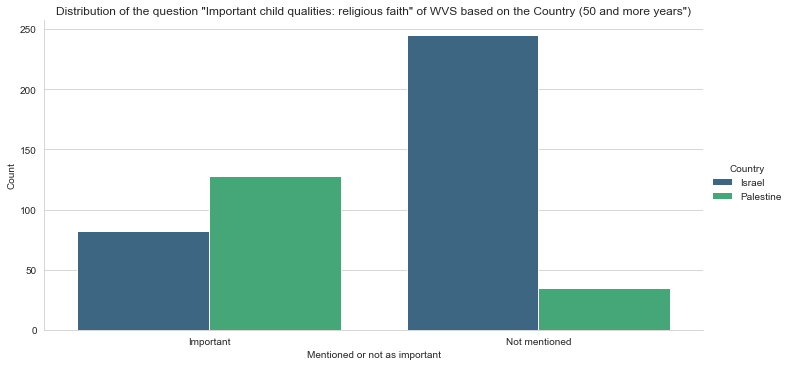 Distribution of the question "Important child qualities: religious faith" of WVS based on the Country (50 and more years")
250
200
150
100
50
0
Count
Important
Not mentioned
Mentioned or not as important
Country
Israel
Palestine